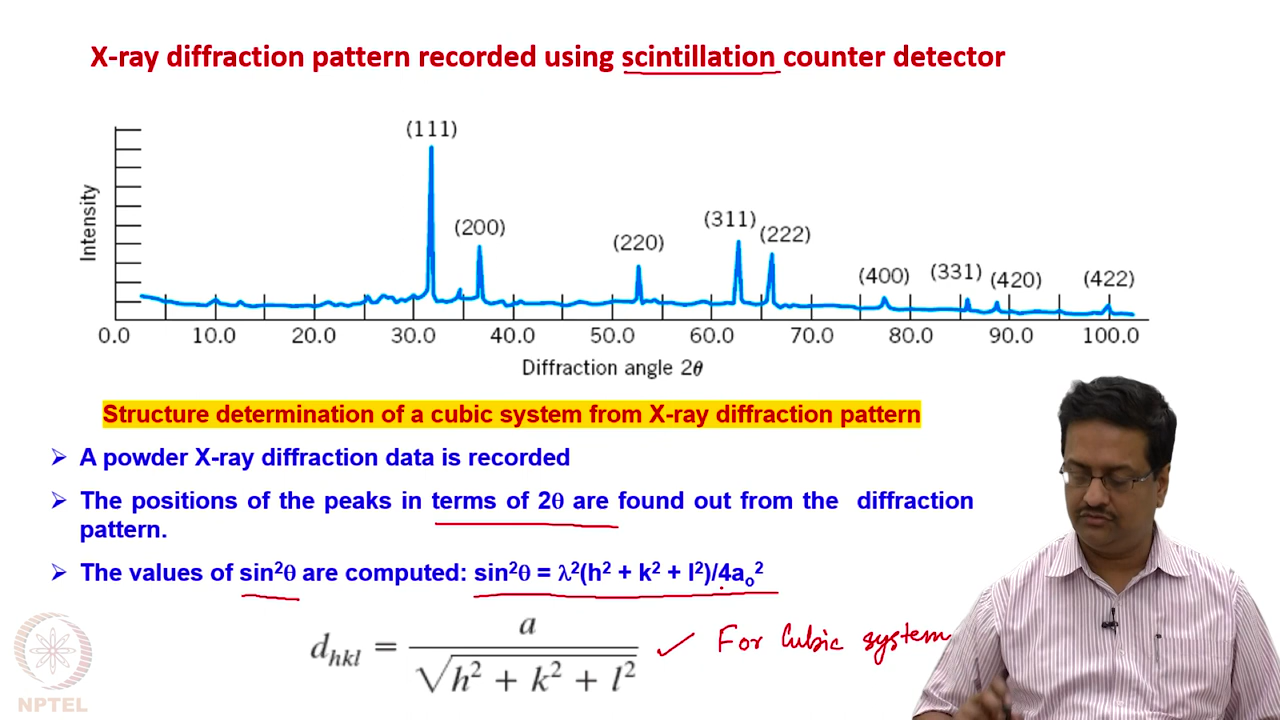 X-ray diffraction pattern recorded using scintillation counter detector
(111)
(200)
(220)
(311)
(222)
(400)
(331)
(420)
(422)
Intensity
0.0 10.0 20.0 30.0 40.0 50.0 60.0 70.0 80.0 90.0 100.0
Diffraction angle 2θ
Structure determination of a cubic system from X-ray diffraction pattern
➢ A powder X-ray diffraction data is recorded
➢ The positions of the peaks in terms of 2θ are found out from the diffraction
pattern.
➢ The values of sin²θ are computed: sin²θ = λ²(h² + k² + l²)/4aₒ²
d_hkl = a / √(h² + k² + l²) ✓ For Cubic system
NPTEL